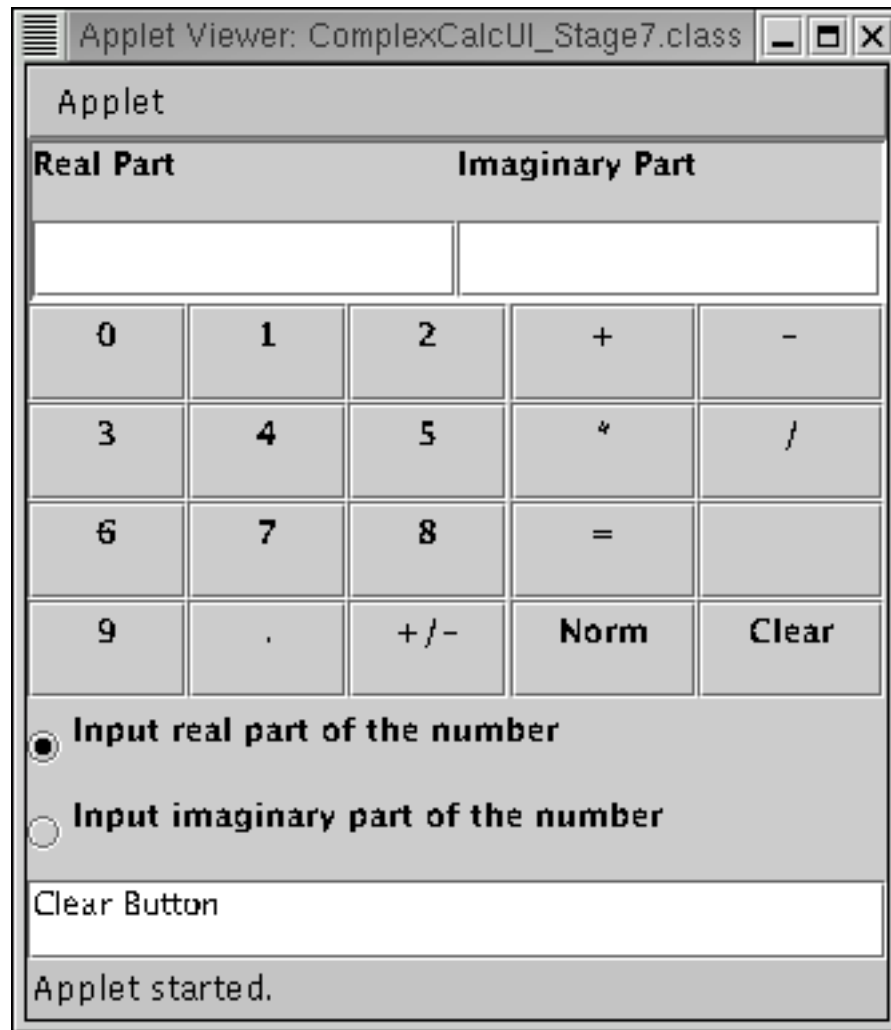 Applet Viewer: ComplexCalcUI_Stage7.class
Applet
Real Part Imaginary Part
0 1 2 + -
3 4 5 * /
6 7 8 =
9 . +/- Norm Clear
Input real part of the number
Input imaginary part of the number
Clear Button
Applet started.